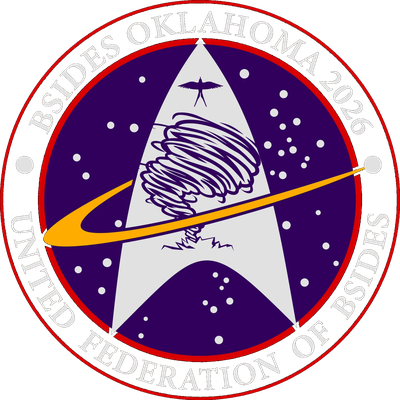 BSIDES OKLAHOMA 2026
UNITED FEDERATION OF BSIDES